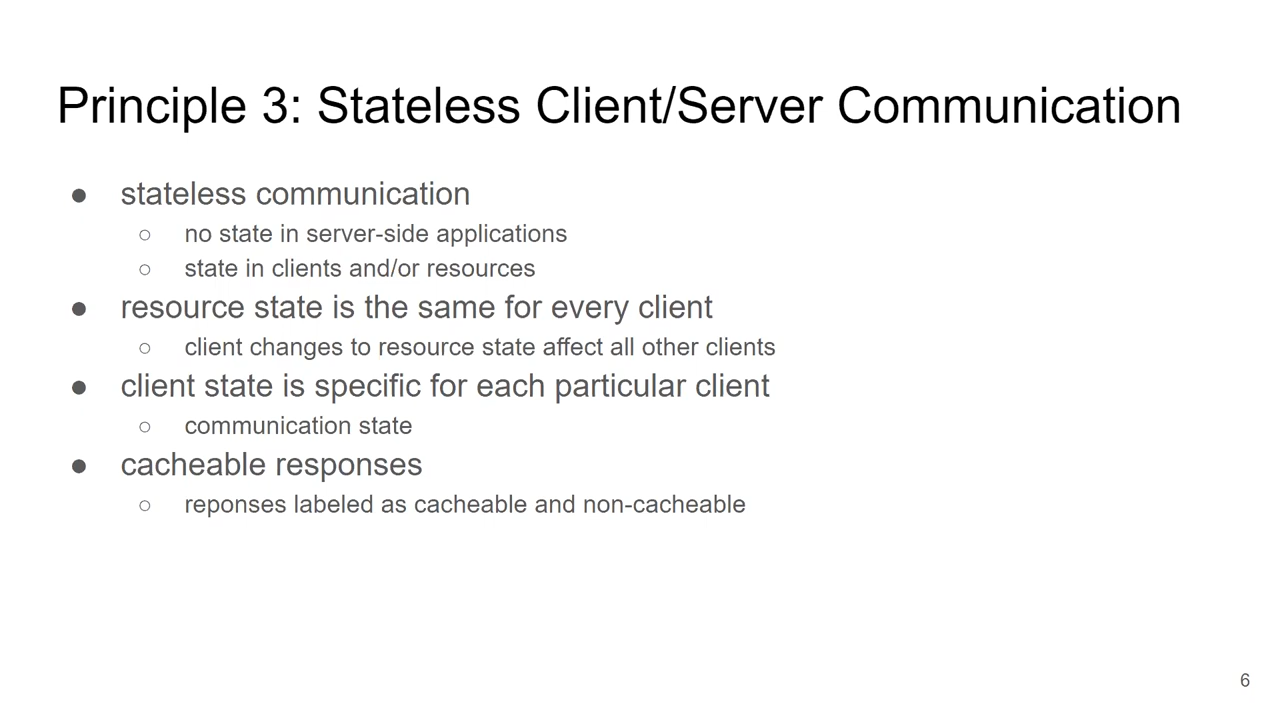 Principle 3: Stateless Client/Server Communication
● stateless communication
○ no state in server-side applications
○ state in clients and/or resources
● resource state is the same for every client
○ client changes to resource state affect all other clients
● client state is specific for each particular client
○ communication state
● cacheable responses
○ reponses labeled as cacheable and non-cacheable
6